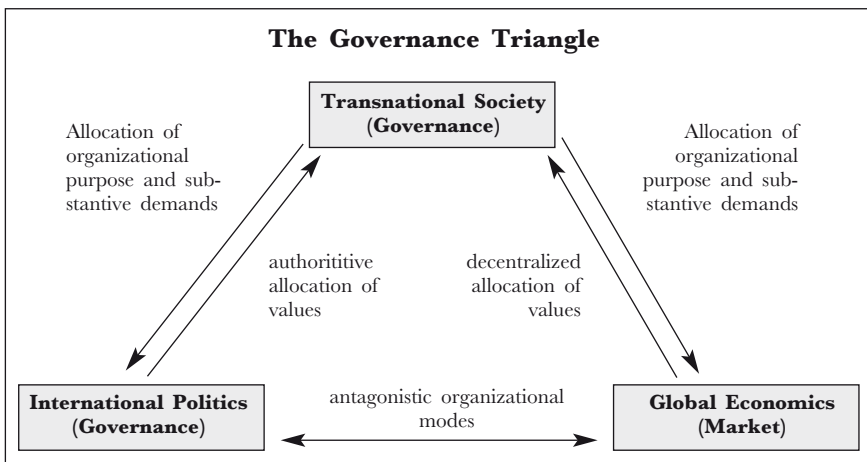 The Governance Triangle
Transnational Society
(Governance)
Allocation of
organizational
purpose and sub-
stantive demands
Allocation of
organizational
purpose and sub-
stantive demands
authorititive
allocation of
values
decentralized
allocation of
values
International Politics
(Governance)
antagonistic organizational
modes
Global Economics
(Market)